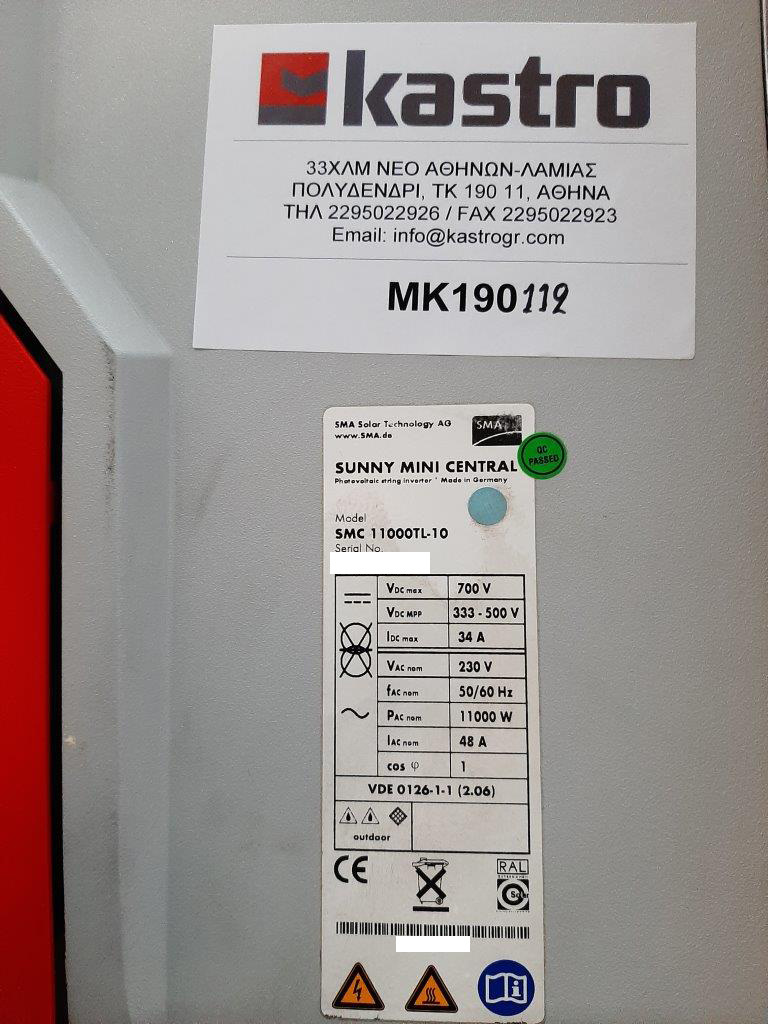 kastro
33ΧΛΜ ΝΕΟ ΑΘΗΝΩΝ-ΛΑΜΙΑΣ
ΠΟΛΥΔΕΝΔΡΙ, ΤΚ 190 11, ΑΘΗΝΑ
ΤΗΛ 2295022926 / FAX 2295022923
Email: info@kastrogr.com
MK190112
SMA Solar Technology AG
www.SMA.de
SMA
QC
PASSED
SUNNY MINI CENTRAL
Photovoltaic string inverter * Made in Germany
Model
SMC 11000TL-10
Serial No.
VDC max 700 V
VDC MPP 333 - 500 V
IDC max 34 A
VAC nom 230 V
fAC nom 50/60 Hz
PAC nom 11000 W
IAC nom 48 A
cos φ 1
VDE 0126-1-1 (2.06)
outdoor
CE
RAL
Solar
i